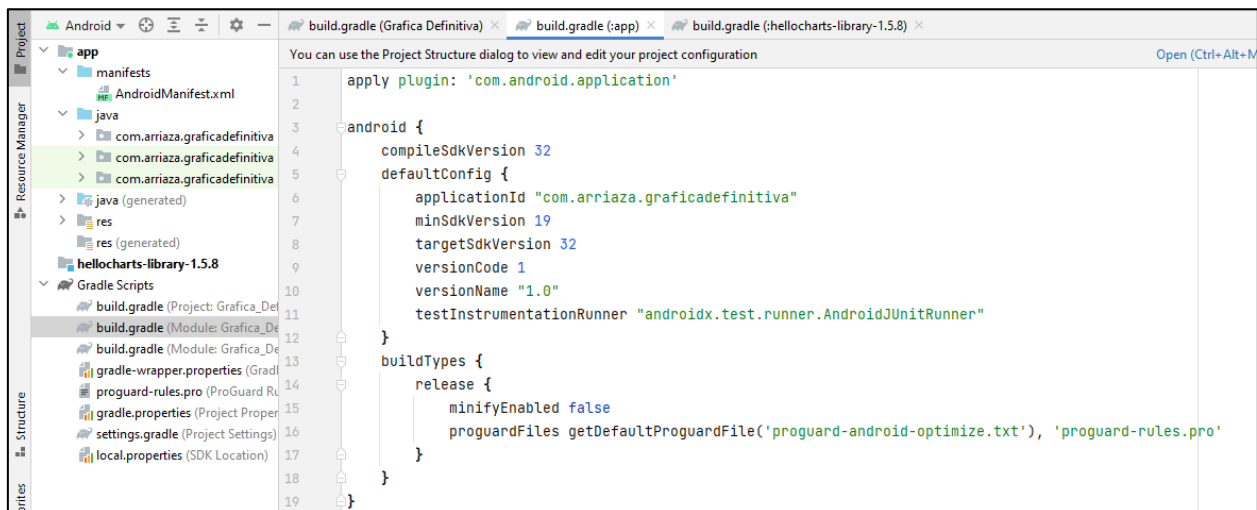 Project
Resource Manager
Structure
Android
app
manifests
AndroidManifest.xml
java
com.arriaza.graficadefinitiva
com.arriaza.graficadefinitiva
com.arriaza.graficadefinitiva
java (generated)
res
res (generated)
hellocharts-library-1.5.8
Gradle Scripts
build.gradle (Project: Grafica_Def
build.gradle (Module: Grafica_De
build.gradle (Module: Grafica_De
gradle-wrapper.properties (Gradl
proguard-rules.pro (ProGuard Ru
gradle.properties (Project Proper
settings.gradle (Project Settings)
local.properties (SDK Location)
build.gradle (Grafica Definitiva)
build.gradle (:app)
build.gradle (:hellocharts-library-1.5.8)
You can use the Project Structure dialog to view and edit your project configuration
Open (Ctrl+Alt+M
1 apply plugin: 'com.android.application'
2
3 android {
4 compileSdkVersion 32
5 defaultConfig {
6 applicationId "com.arriaza.graficadefinitiva"
7 minSdkVersion 19
8 targetSdkVersion 32
9 versionCode 1
10 versionName "1.0"
11 testInstrumentationRunner "androidx.test.runner.AndroidJUnitRunner"
12 }
13 buildTypes {
14 release {
15 minifyEnabled false
16 proguardFiles getDefaultProguardFile('proguard-android-optimize.txt'), 'proguard-rules.pro'
17 }
18 }
19 }